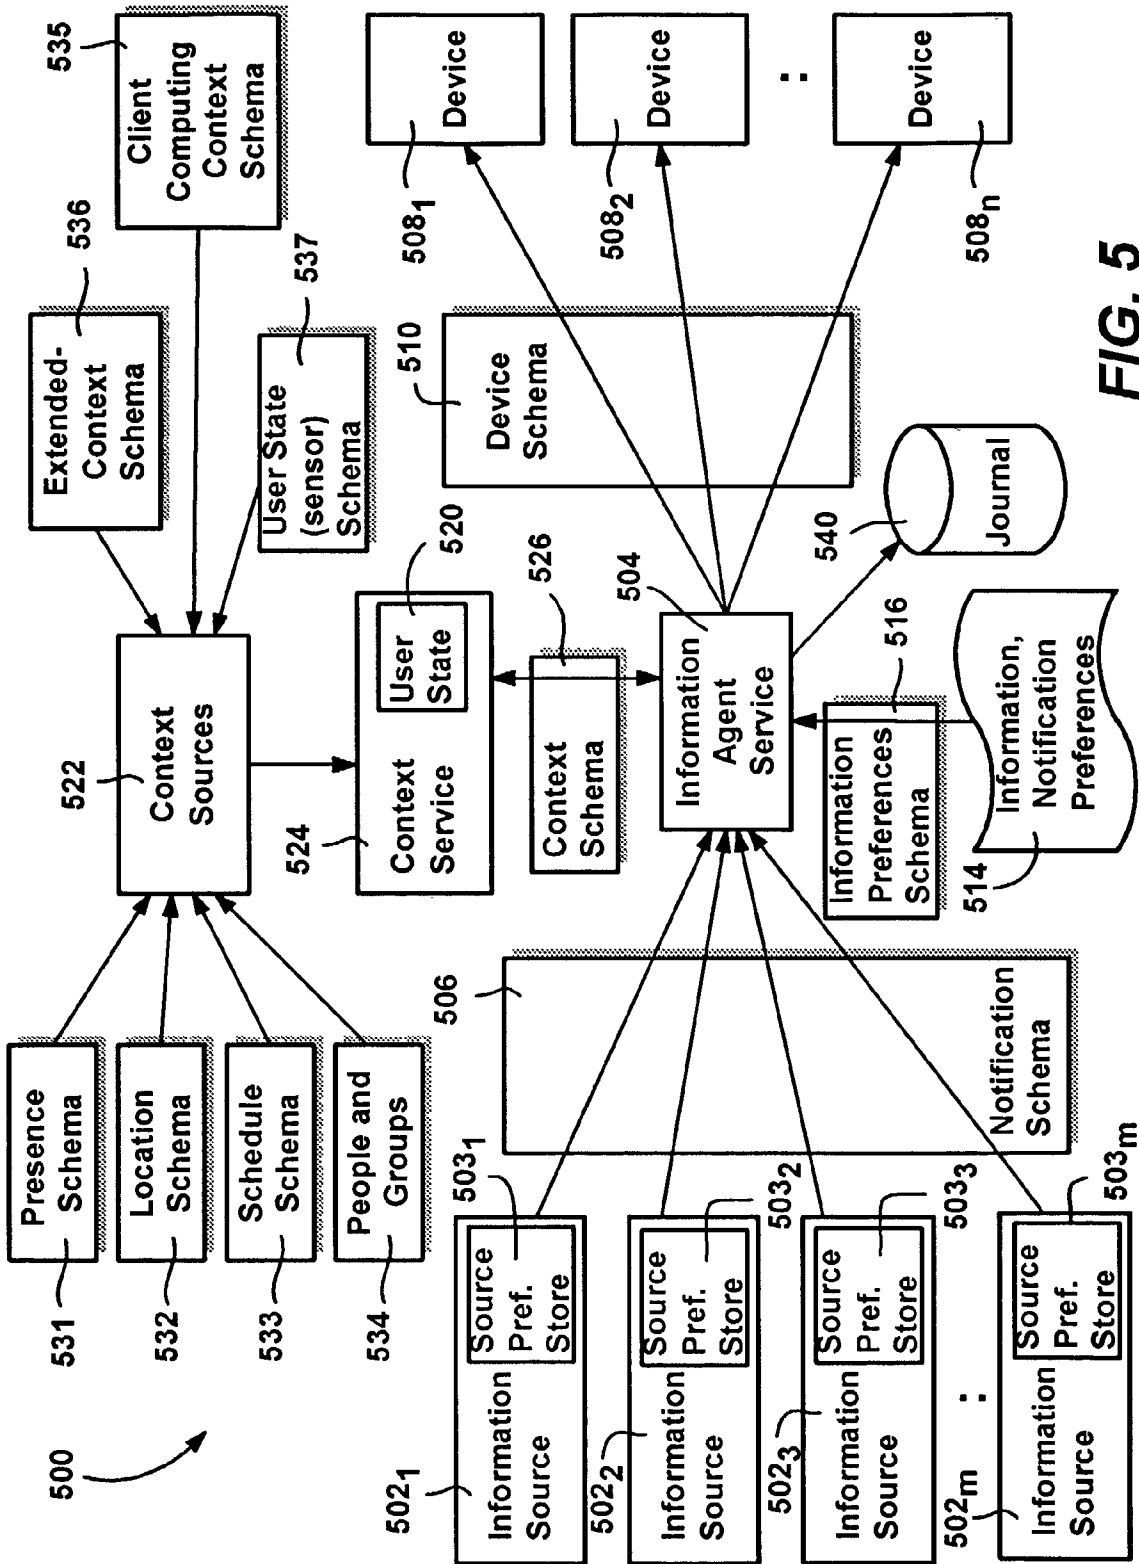 500
531
Presence
Schema
532
Location
Schema
533
Schedule
Schema
534
People and
Groups
522
Context
Sources
Extended-
Context
Schema
536
Client
Computing
Context
Schema
535
User State
(sensor)
Schema
537
524
Context
Service
User
State
520
Context
Schema
526
502₁
Information
Source
Source
Pref.
Store
503₁
502₂
Information
Source
Source
Pref.
Store
503₂
502₃
Information
Source
Source
Pref.
Store
503₃
:
502m
Information
Source
Source
Pref.
Store
503m
506
Notification
Schema
Information
Agent
Service
504
Information
Preferences
Schema
516
514
Information,
Notification
Preferences
540
Journal
510
Device
Schema
508₁
Device
508₂
Device
:
508n
Device
FIG. 5